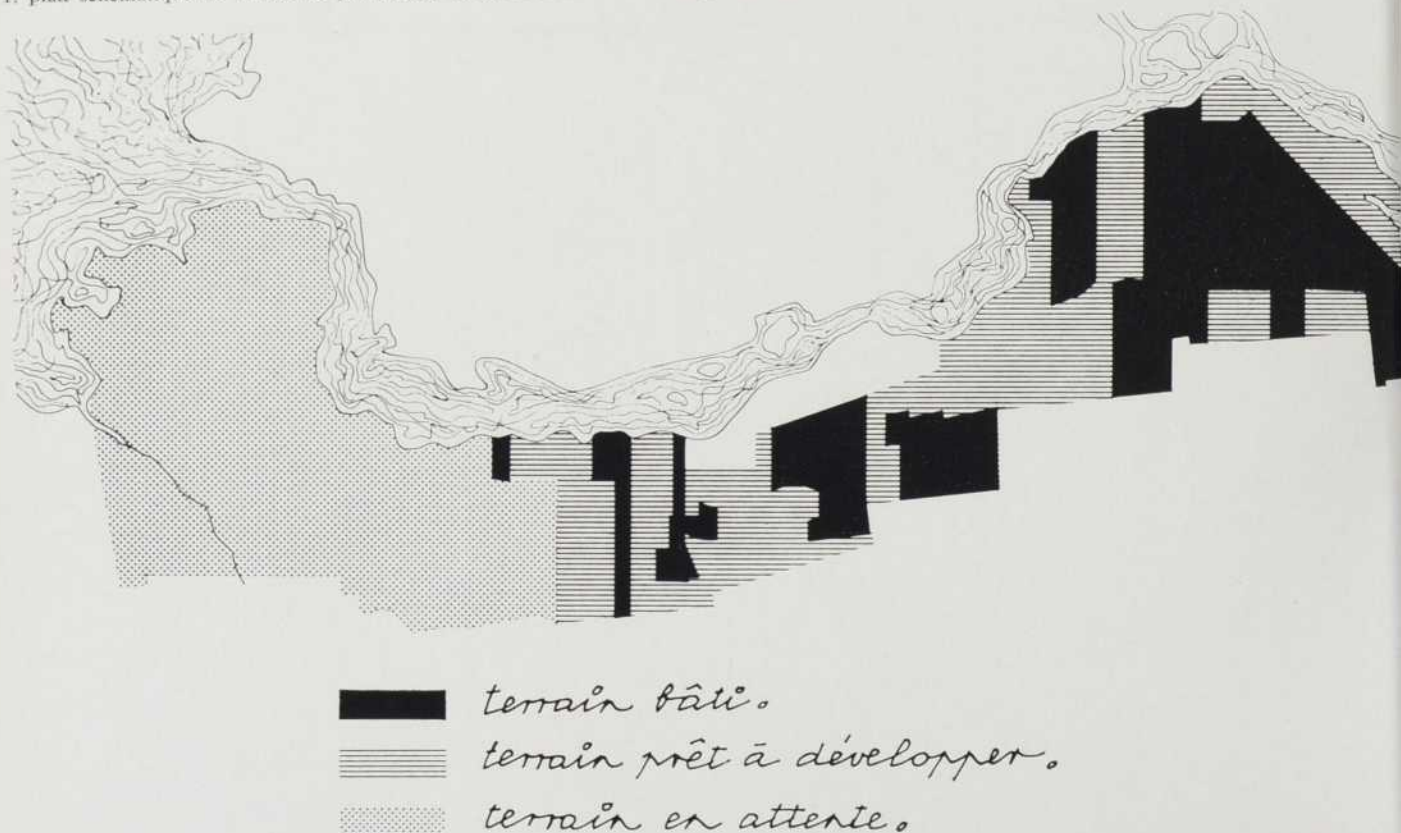 terrain bâti.
terrain prêt à développer.
terrain en attente.